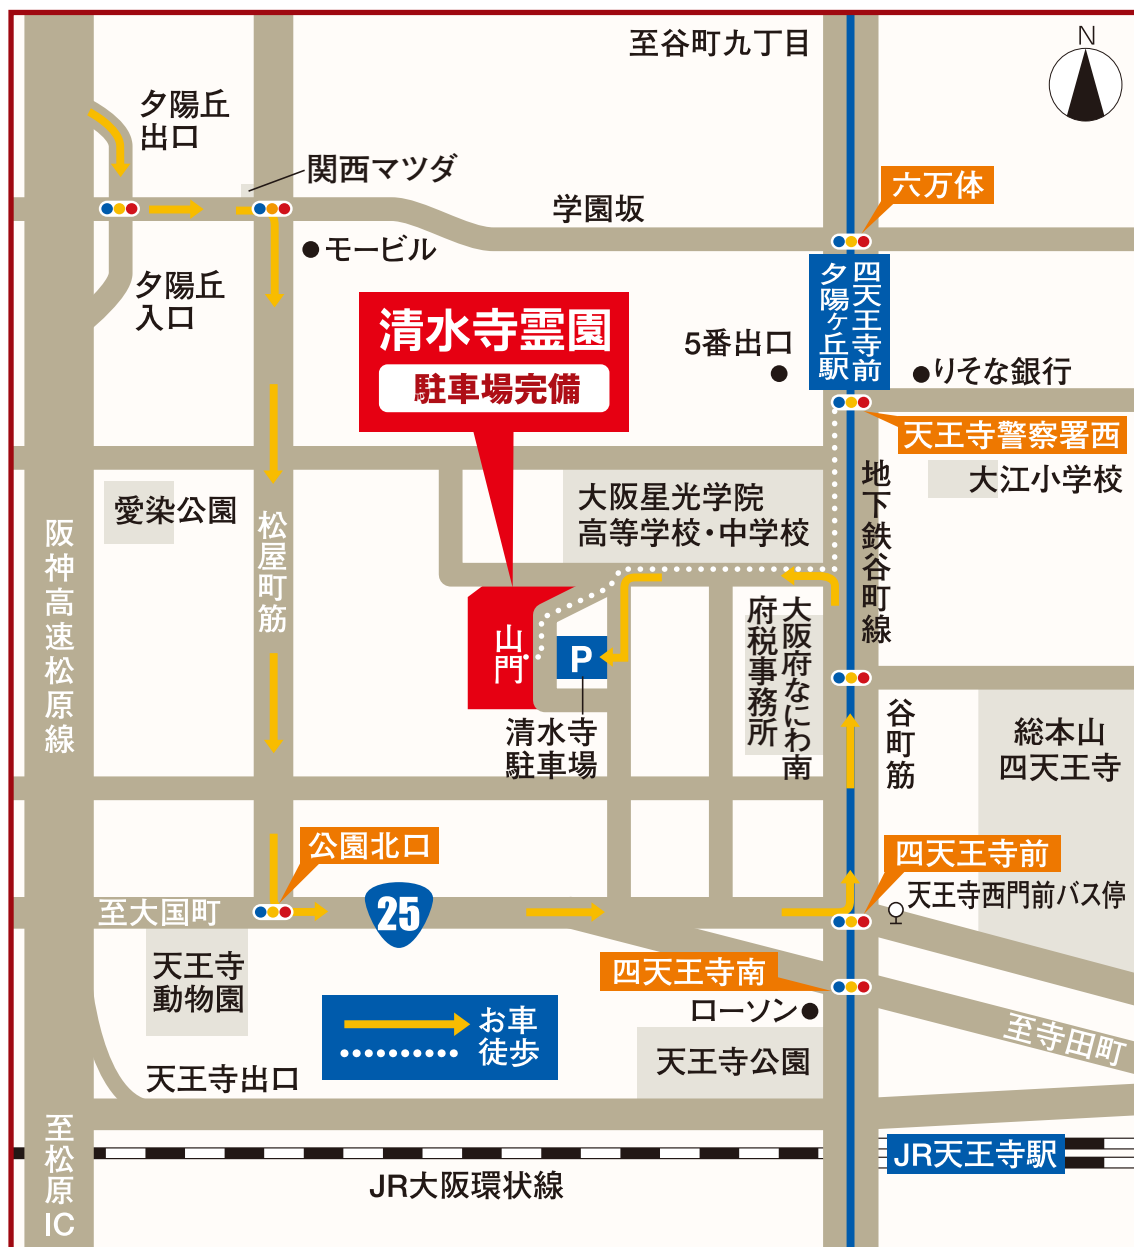 至谷町九丁目
N
夕陽丘
出口
関西マツダ
六万体
学園坂
モービル
夕陽丘
入口
四天王寺前
夕陽ヶ丘駅
清水寺霊園
駐車場完備
5番出口
りそな銀行
天王寺警察署西
大江小学校
地下鉄谷町線
大阪星光学院
高等学校・中学校
愛染公園
松屋町筋
阪神高速松原線
山門
P
清水寺
駐車場
大阪府なにわ南
府税事務所
谷町筋
総本山
四天王寺
公園北口
四天王寺前
天王寺西門前バス停
至大国町
25
天王寺
動物園
四天王寺南
ローソン
至寺田町
お車
徒歩
天王寺公園
天王寺出口
至松原IC
JR天王寺駅
JR大阪環状線